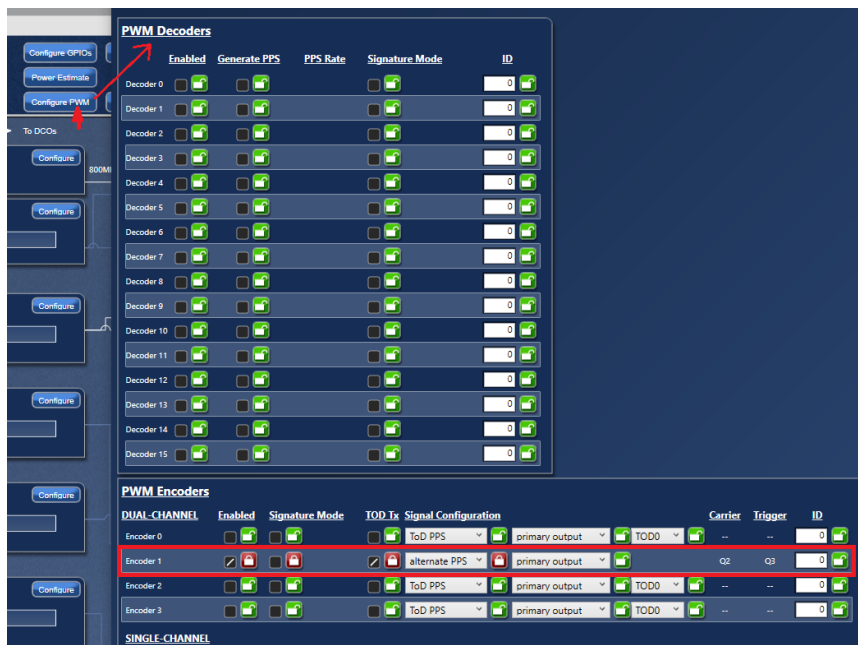 Configure GPIOs
Power Estimate
Configure PWM
To DCOs
Configure
Configure
Configure
Configure
Configure
Configure
PWM Decoders
Enabled Generate PPS PPS Rate Signature Mode ID
Decoder 0 0
Decoder 1 0
Decoder 2 0
Decoder 3 0
Decoder 4 0
Decoder 5 0
Decoder 6 0
Decoder 7 0
Decoder 8 0
Decoder 9 0
Decoder 10 0
Decoder 11 0
Decoder 12 0
Decoder 13 0
Decoder 14 0
Decoder 15 0
PWM Encoders
DUAL-CHANNEL Enabled Signature Mode TOD Tx Signal Configuration Carrier Trigger ID
Encoder 0 ToD PPS primary output TOD0 -- -- 0
Encoder 1 alternate PPS primary output Q2 Q3 0
Encoder 2 ToD PPS primary output TOD0 -- -- 0
Encoder 3 ToD PPS primary output TOD0 -- -- 0
SINGLE-CHANNEL